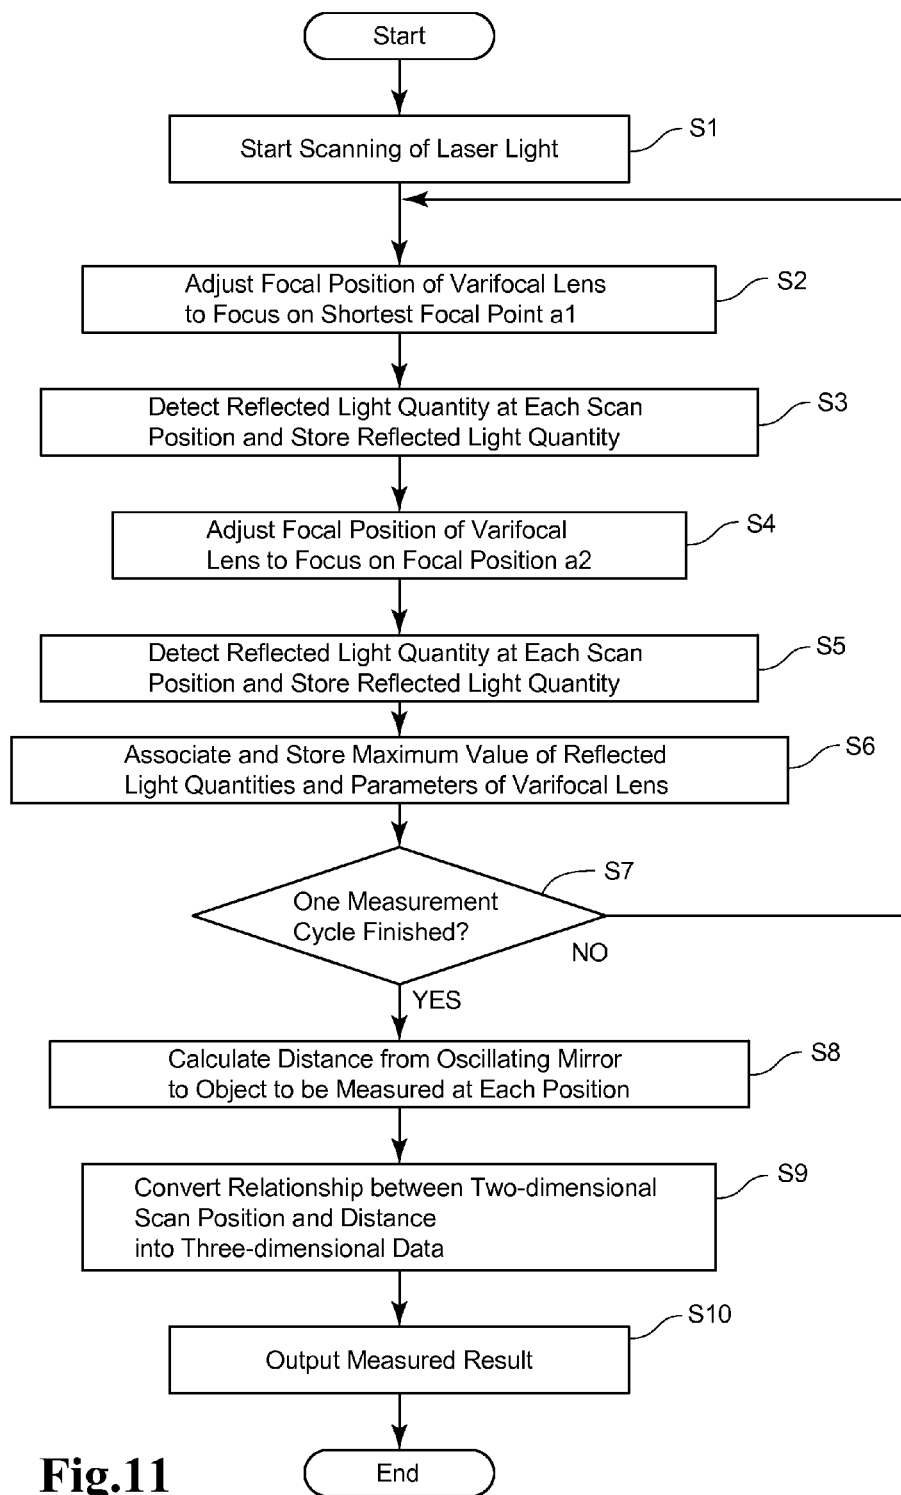 Start
Start Scanning of Laser Light
S1
Adjust Focal Position of Varifocal Lens
to Focus on Shortest Focal Point a1
S2
Detect Reflected Light Quantity at Each Scan
Position and Store Reflected Light Quantity
S3
Adjust Focal Position of Varifocal
Lens to Focus on Focal Position a2
S4
Detect Reflected Light Quantity at Each Scan
Position and Store Reflected Light Quantity
S5
Associate and Store Maximum Value of Reflected
Light Quantities and Parameters of Varifocal Lens
S6
One Measurement
Cycle Finished?
S7
NO
YES
Calculate Distance from Oscillating Mirror
to Object to be Measured at Each Position
S8
Convert Relationship between Two-dimensional
Scan Position and Distance
into Three-dimensional Data
S9
Output Measured Result
S10
End
Fig.11